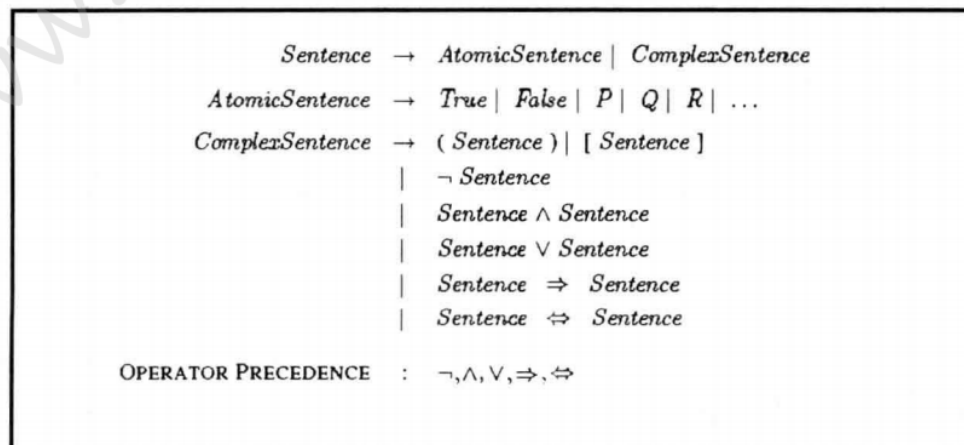 Sentence → AtomicSentence | ComplexSentence
AtomicSentence → True | False | P | Q | R | ...
ComplexSentence → ( Sentence ) | [ Sentence ]
| ¬ Sentence
| Sentence ∧ Sentence
| Sentence ∨ Sentence
| Sentence ⇒ Sentence
| Sentence ⇔ Sentence
OPERATOR PRECEDENCE : ¬,∧,∨,⇒,⇔